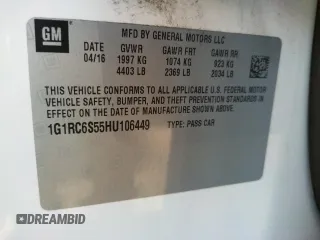 GM
MFD BY GENERAL MOTORS LLC
DATE GVWR GAWR FRT GAWR RR
04/16 1997 KG 1074 KG 923 KG
4403 LB 2369 LB 2034 LB
THIS VEHICLE CONFORMS TO ALL APPLICABLE U.S. FEDERAL MOTOR VEHICLE
SAFETY, BUMPER, AND THEFT PREVENTION STANDARDS IN
EFFECT ON THE DATE OF MANUFACTURE SHOWN ABOVE.
1G1RC6S55HU106449 TYPE: PASS CAR
DREAMBID